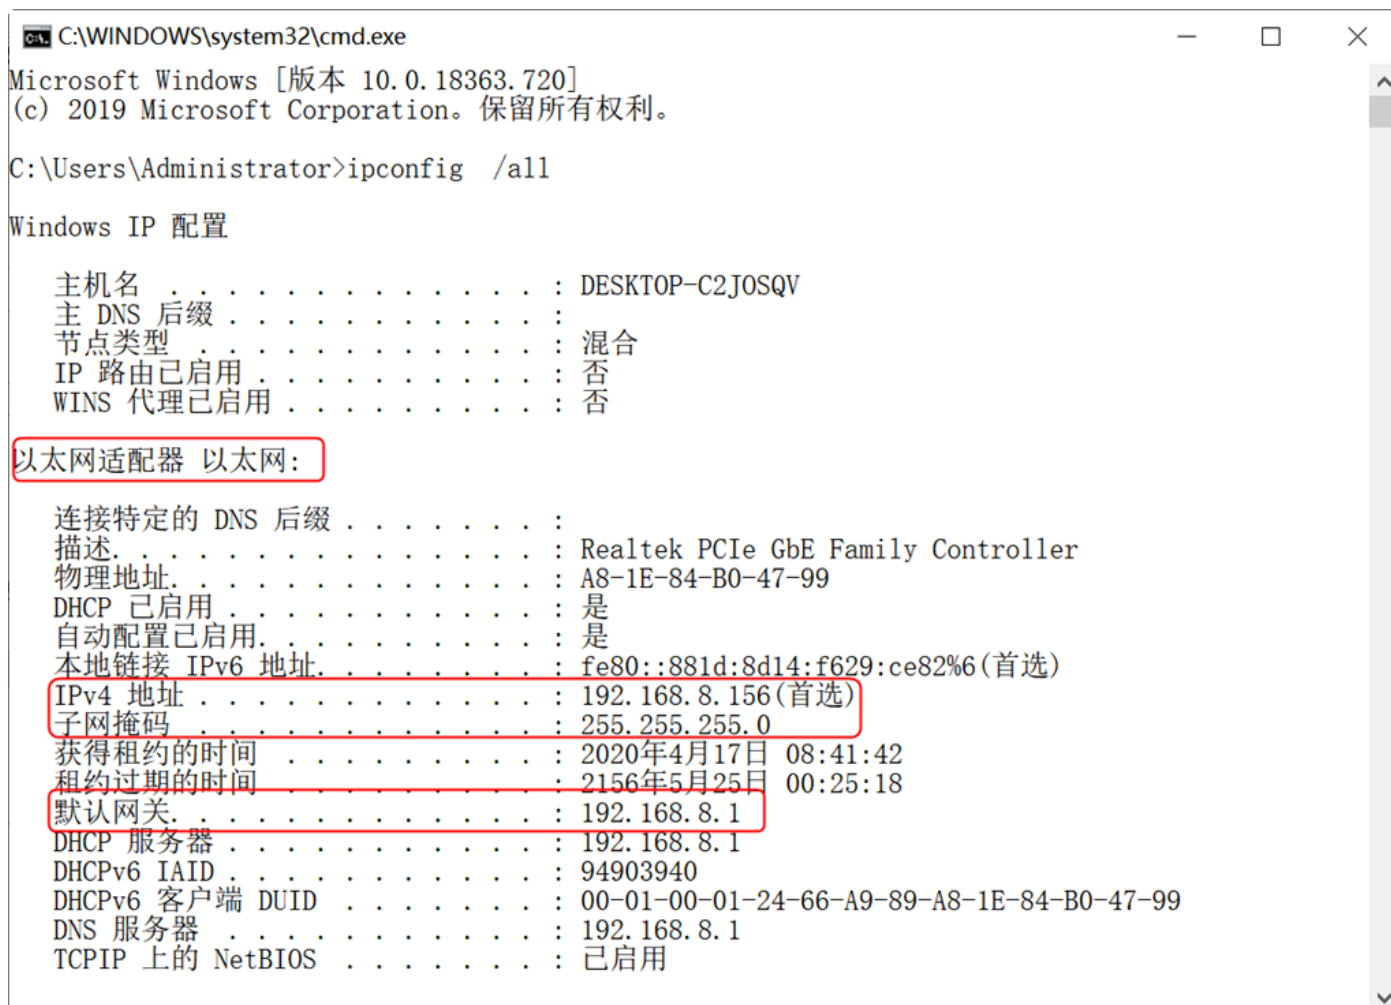 C:\WINDOWS\system32\cmd.exe
Microsoft Windows [版本 10.0.18363.720]
(c) 2019 Microsoft Corporation。保留所有权利。
C:\Users\Administrator>ipconfig  /all
Windows IP 配置
主机名  . . . . . . . . . . . . . : DESKTOP-C2JOSQV
主 DNS 后缀 . . . . . . . . . . . :
节点类型  . . . . . . . . . . . . : 混合
IP 路由已启用 . . . . . . . . . . : 否
WINS 代理已启用 . . . . . . . . . : 否
以太网适配器 以太网:
连接特定的 DNS 后缀 . . . . . . . :
描述. . . . . . . . . . . . . . . : Realtek PCIe GbE Family Controller
物理地址. . . . . . . . . . . . . : A8-1E-84-B0-47-99
DHCP 已启用 . . . . . . . . . . . : 是
自动配置已启用. . . . . . . . . . : 是
本地链接 IPv6 地址. . . . . . . . : fe80::881d:8d14:f629:ce82%6(首选)
IPv4 地址 . . . . . . . . . . . . : 192.168.8.156(首选)
子网掩码  . . . . . . . . . . . . : 255.255.255.0
获得租约的时间  . . . . . . . . . : 2020年4月17日 08:41:42
租约过期的时间  . . . . . . . . . : 2156年5月25日 00:25:18
默认网关. . . . . . . . . . . . . : 192.168.8.1
DHCP 服务器 . . . . . . . . . . . : 192.168.8.1
DHCPv6 IAID . . . . . . . . . . . : 94903940
DHCPv6 客户端 DUID  . . . . . . . : 00-01-00-01-24-66-A9-89-A8-1E-84-B0-47-99
DNS 服务器  . . . . . . . . . . . : 192.168.8.1
TCPIP 上的 NetBIOS  . . . . . . . : 已启用